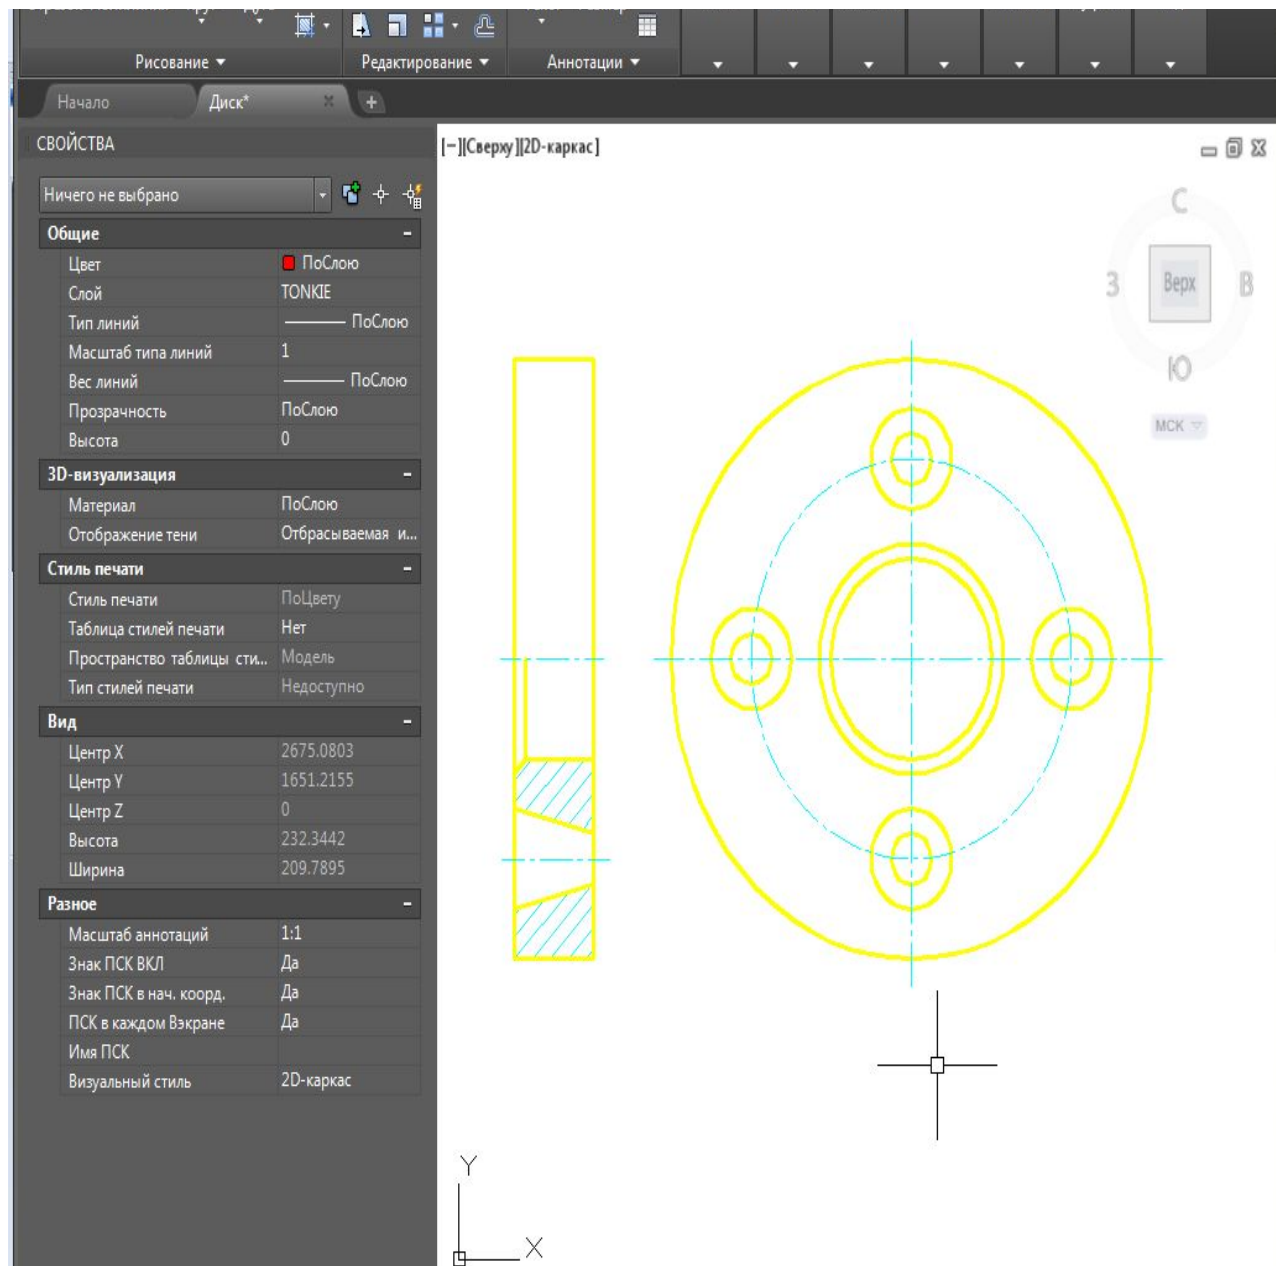 Рисование
Редактирование
Аннотации
Начало
Диск*
СВОЙСТВА
[−][Сверху][2D-каркас]
Ничего не выбрано
Общие
Цвет ПоСлою
Слой TONKIE
Тип линий ПоСлою
Масштаб типа линий 1
Вес линий ПоСлою
Прозрачность ПоСлою
Высота 0
3D-визуализация
Материал ПоСлою
Отображение тени Отбрасываемая и...
Стиль печати
Стиль печати ПоЦвету
Таблица стилей печати Нет
Пространство таблицы сти... Модель
Тип стилей печати Недоступно
Вид
Центр X 2675.0803
Центр Y 1651.2155
Центр Z 0
Высота 232.3442
Ширина 209.7895
Разное
Масштаб аннотаций 1:1
Знак ПСК ВКЛ Да
Знак ПСК в нач. коорд. Да
ПСК в каждом Вэкране Да
Имя ПСК
Визуальный стиль 2D-каркас
С
З Верх В
Ю
МСК
Y
X